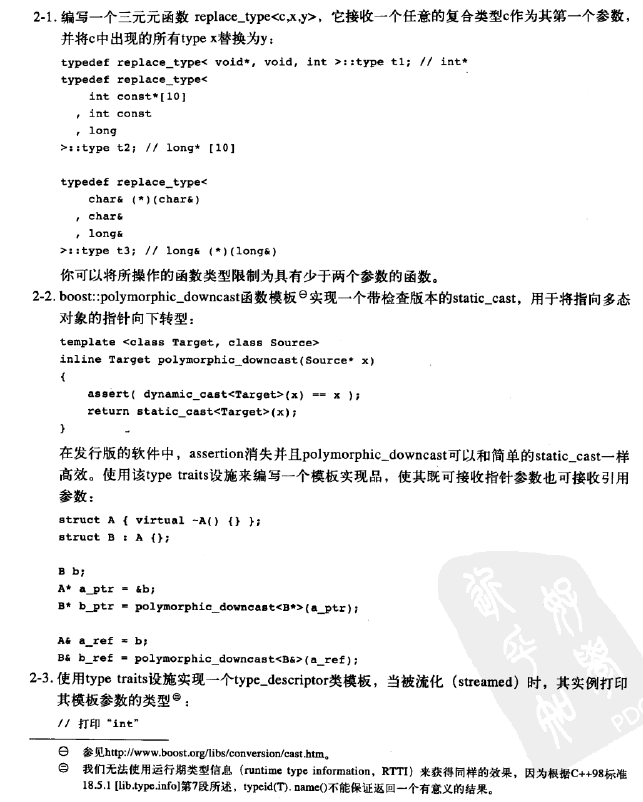 2-1. 编写一个三元元函数 replace_type<c,x,y>，它接收一个任意的复合类型c作为其第一个参数，
并将c中出现的所有type x替换为y：
typedef replace_type< void*, void, int >::type t1; // int*
typedef replace_type<
int const*[10]
, int const
, long
>::type t2; // long* [10]
typedef replace_type<
char& (*)(char&)
, char&
, long&
>::type t3; // long& (*)(long&)
你可以将所操作的函数类型限制为具有少于两个参数的函数。
2-2. boost::polymorphic_downcast函数模板㊀实现一个带检查版本的static_cast，用于将指向多态
对象的指针向下转型：
template <class Target, class Source>
inline Target polymorphic_downcast(Source* x)
{
assert( dynamic_cast<Target>(x) == x );
return static_cast<Target>(x);
}
在发行版的软件中，assertion消失并且polymorphic_downcast可以和简单的static_cast一样
高效。使用该type traits设施来编写一个模板实现品，使其既可接收指针参数也可接收引用
参数：
struct A { virtual ~A() {} };
struct B : A {};
B b;
A* a_ptr = &b;
B* b_ptr = polymorphic_downcast<B*>(a_ptr);
A& a_ref = b;
B& b_ref = polymorphic_downcast<B&>(a_ref);
2-3. 使用type traits设施实现一个type_descriptor类模板，当被流化（streamed）时，其实例打印
其模板参数的类型㊁：
// 打印 “int”
㊀ 参见http://www.boost.org/libs/conversion/cast.htm。
㊁ 我们无法使用运行期类型信息（runtime type information，RTTI）来获得同样的效果，因为根据C++98标准
18.5.1 [lib.type.info]第7段所述，typeid(T). name()不能保证返回一个有意义的结果。
PDG